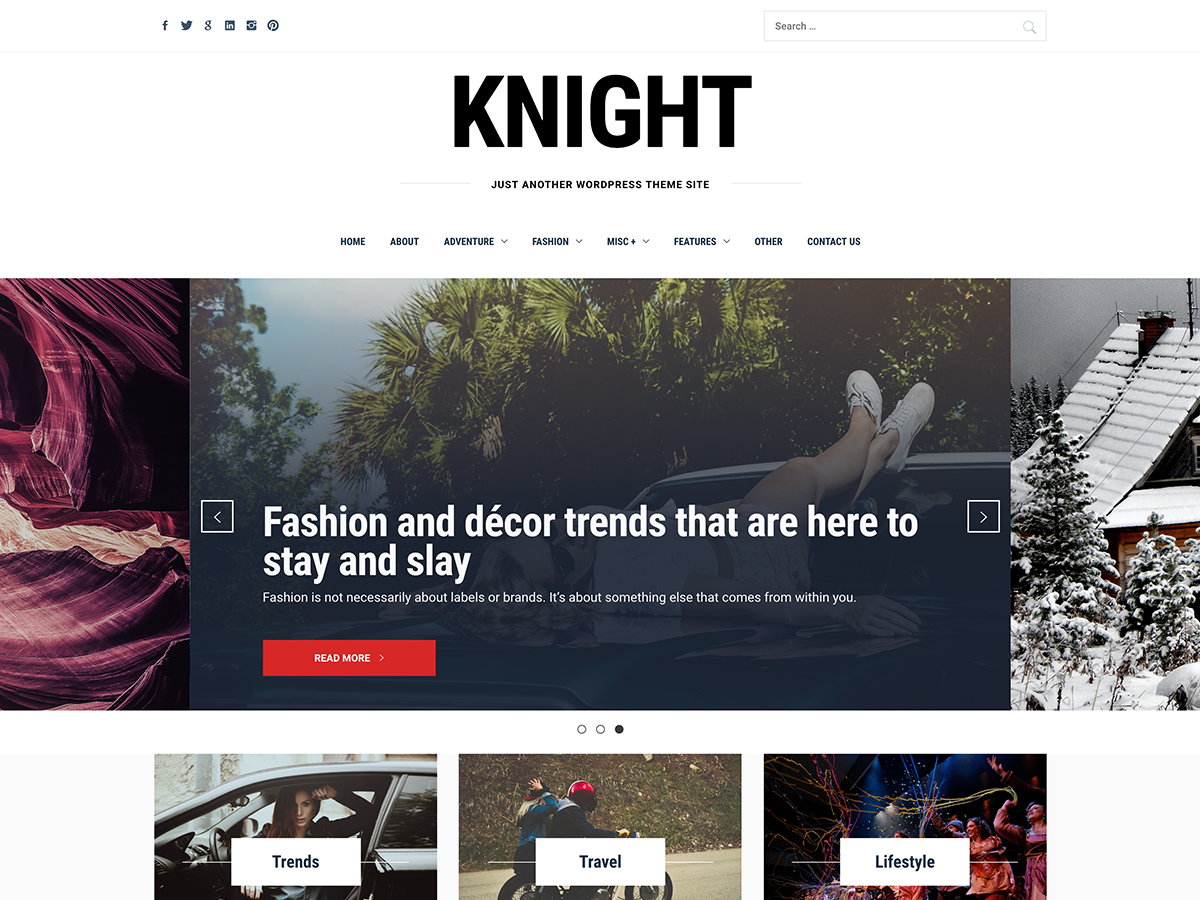 Search ...
KNIGHT
JUST ANOTHER WORDPRESS THEME SITE
HOME ABOUT ADVENTURE FASHION MISC + FEATURES OTHER CONTACT US
Fashion and décor trends that are here to
stay and slay
Fashion is not necessarily about labels or brands. It's about something else that comes from within you.
READ MORE
Trends Travel Lifestyle